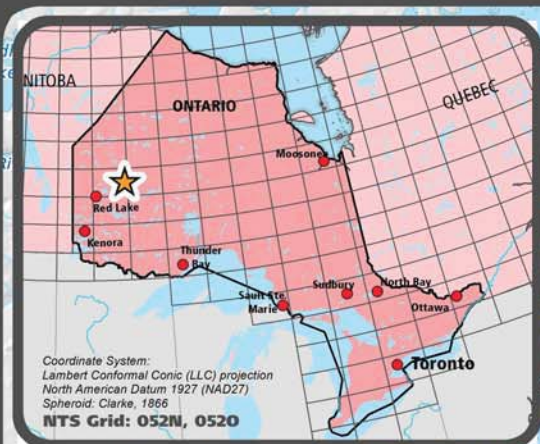 NITOBA
ONTARIO
QUEBEC
Moosonee
Red Lake
Kenora
Thunder
Bay
Sault Ste.
Marie
Sudbury
North Bay
Ottawa
Toronto
Coordinate System:
Lambert Conformal Conic (LLC) projection
North American Datum 1927 (NAD27)
Spheroid: Clarke, 1866
NTS Grid: 052N, 052O